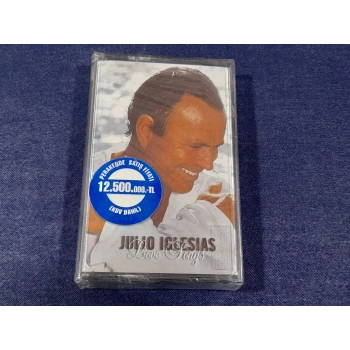 PERAKENDE SATIŞ FİYATI
12.500.000.-TL
(KDV DAHİL)
JULIO IGLESIAS
Love Songs